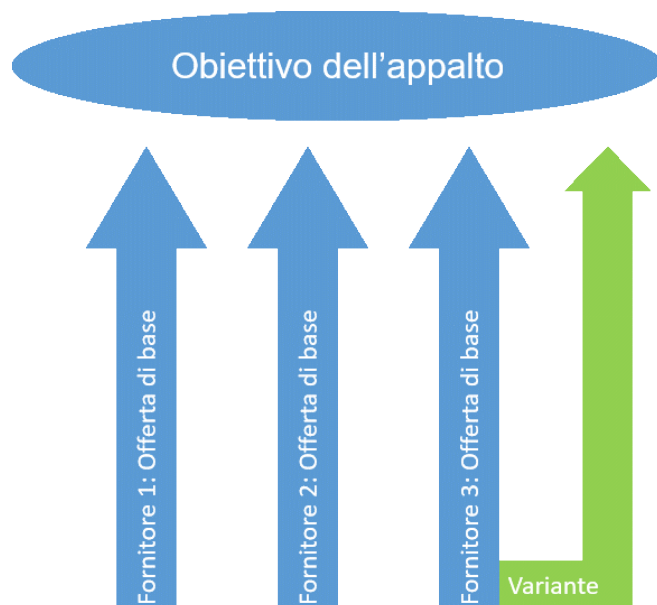 Obiettivo dell’appalto
Fornitore 1: Offerta di base
Fornitore 2: Offerta di base
Fornitore 3: Offerta di base
Variante